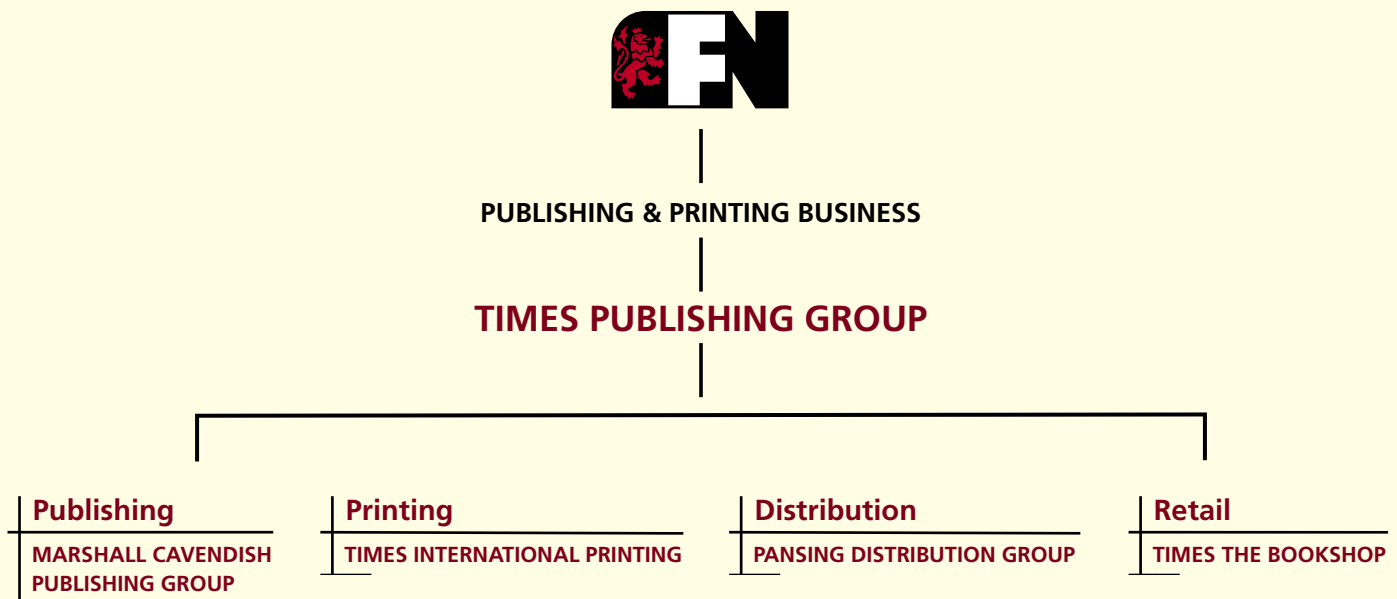 FN
PUBLISHING & PRINTING BUSINESS
TIMES PUBLISHING GROUP
Publishing
MARSHALL CAVENDISH
PUBLISHING GROUP
Printing
TIMES INTERNATIONAL PRINTING
Distribution
PANSING DISTRIBUTION GROUP
Retail
TIMES THE BOOKSHOP